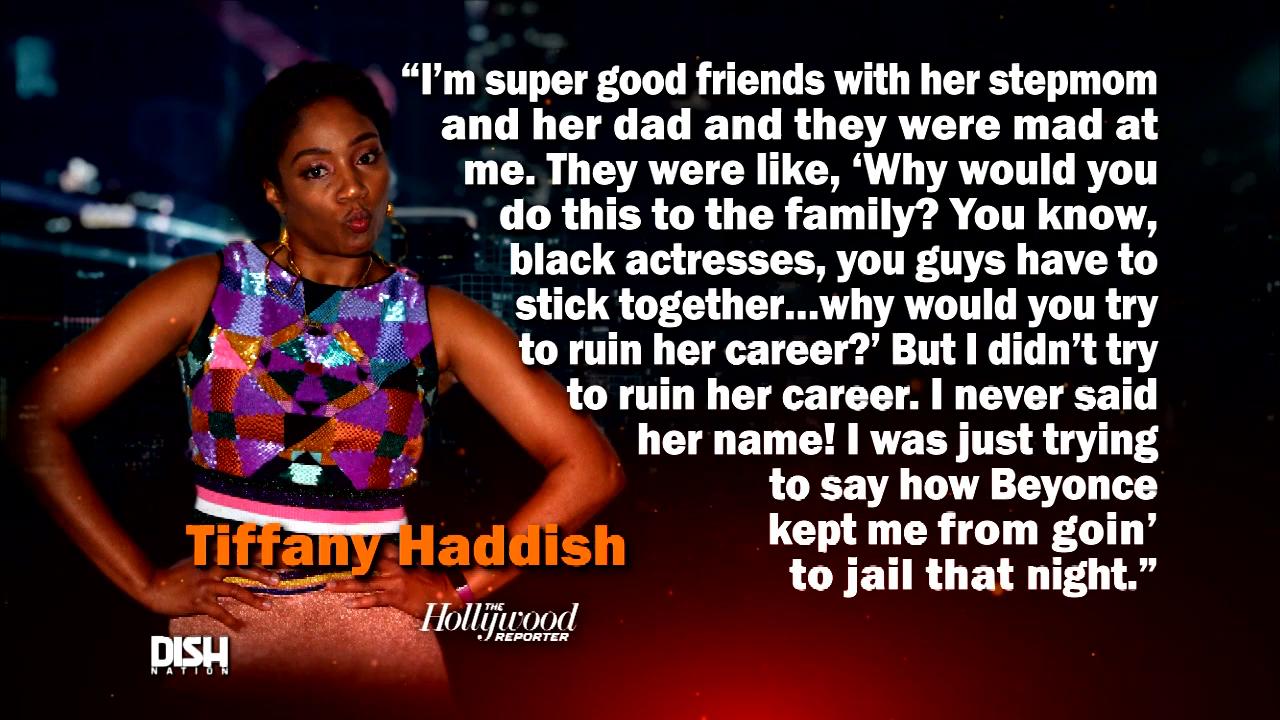 “I’m super good friends with her stepmom
and her dad and they were mad at
me. They were like, ‘Why would you
do this to the family? You know,
black actresses, you guys have to
stick together...why would you try
to ruin her career?’ But I didn’t try
to ruin her career. I never said
her name! I was just trying
to say how Beyonce
kept me from goin’
to jail that night.”
Tiffany Haddish
THE
Hollywood
REPORTER
DISH
NATION